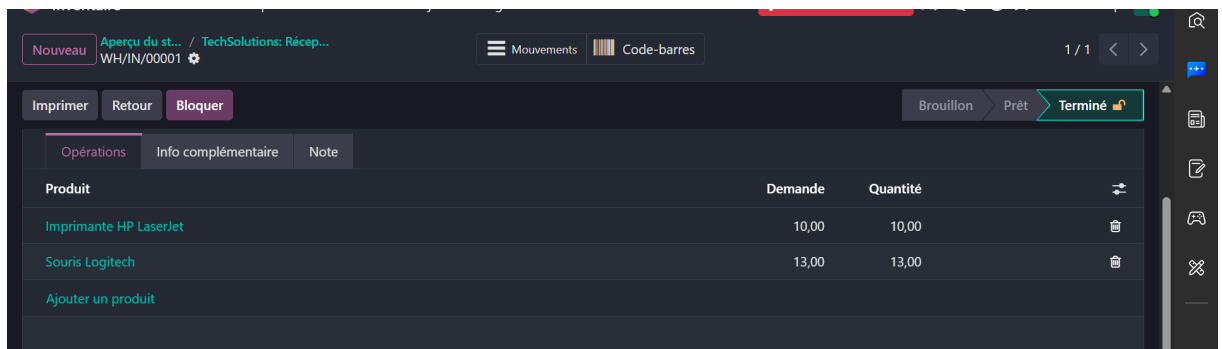 Nouveau
Aperçu du st... / TechSolutions: Récep...
WH/IN/00001
Mouvements
Code-barres
1 / 1
Imprimer Retour Bloquer
Brouillon Prêt Terminé
Opérations Info complémentaire Note
Produit Demande Quantité
Imprimante HP LaserJet 10,00 10,00
Souris Logitech 13,00 13,00
Ajouter un produit